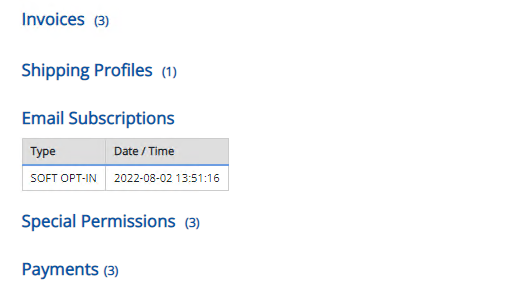 Invoices (3)
Shipping Profiles (1)
Email Subscriptions
Type Date / Time
SOFT OPT-IN 2022-08-02 13:51:16
Special Permissions (3)
Payments (3)